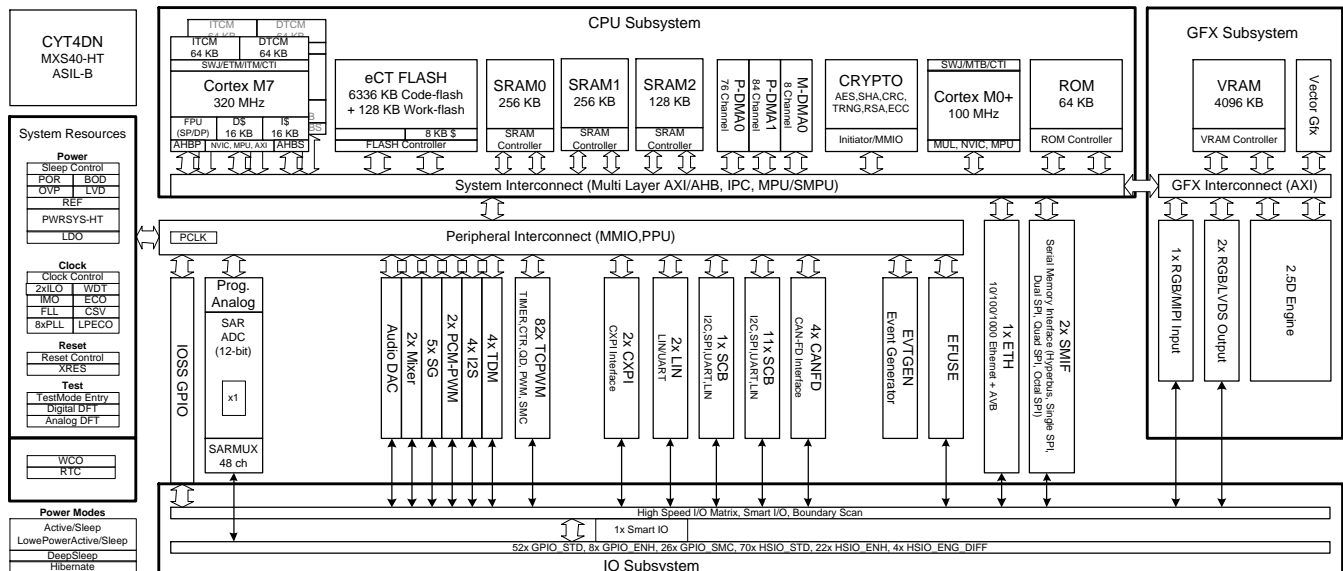 CYT4DN
MXS40-HT
ASIL-B
System Resources
Power
Sleep Control
POR
BOD
OVP
LVD
REF
PWRSYS-HT
LDO
Clock
Clock Control
2xILO
WDT
IMO
ECO
FLL
CSV
8xPLL
LPECO
Reset
Reset Control
XRES
Test
TestMode Entry
Digital DFT
Analog DFT
WCO
RTC
Power Modes
Active/Sleep
LowePowerActive/Sleep
DeepSleep
Hibernate
CPU Subsystem
ITCM
64 KB
DTCM
64 KB
ITCM
64 KB
DTCM
64 KB
SWJ/ETM/ITM/CTI
Cortex M7
320 MHz
FPU
(SP/DP)
D$
16 KB
I$
16 KB
AHBP
NVIC, MPU, AXI
AHBS
eCT FLASH
6336 KB Code-flash
+ 128 KB Work-flash
8 KB $
FLASH Controller
SRAM0
256 KB
SRAM
Controller
SRAM1
256 KB
SRAM
Controller
SRAM2
128 KB
SRAM
Controller
P-DMA0
76 Channel
P-DMA1
84 Channel
M-DMA0
8 Channel
CRYPTO
AES,SHA,CRC,
TRNG,RSA,ECC
Initiator/MMIO
SWJ/MTB/CTI
Cortex M0+
100 MHz
MUL, NVIC, MPU
ROM
64 KB
ROM Controller
System Interconnect (Multi Layer AXI/AHB, IPC, MPU/SMPU)
GFX Subsystem
VRAM
4096 KB
VRAM Controller
Vector Gfx
GFX Interconnect (AXI)
1x RGB/MIPI Input
2x RGB/LVDS Output
2.5D Engine
PCLK
Peripheral Interconnect (MMIO,PPU)
IOSS GPIO
Prog.
Analog
SAR
ADC
(12-bit)
x1
SARMUX
48 ch
Audio DAC
2x Mixer
5x SG
2x PCM-PWM
4x I2S
4x TDM
82x TCPWM
TIMER,CTR,QD, PWM, SMC
2x CXPI
CXPI Interface
2x LIN
LIN/UART
1x SCB
I2C,SPI,UART,LIN
11x SCB
I2C,SPI,UART,LIN
4x CANFD
CAN-FD Interface
EVTGEN
Event Generator
EFUSE
1x ETH
10/100/1000 Ethernet + AVB
2x SMIF
Serial Memory Interface (Hyperbus, Single SPI,
Dual SPI, Quad SPI, Octal SPI)
High Speed I/O Matrix, Smart I/O, Boundary Scan
1x Smart IO
52x GPIO_STD, 8x GPIO_ENH, 26x GPIO_SMC, 70x HSIO_STD, 22x HSIO_ENH, 4x HSIO_ENG_DIFF
IO Subsystem